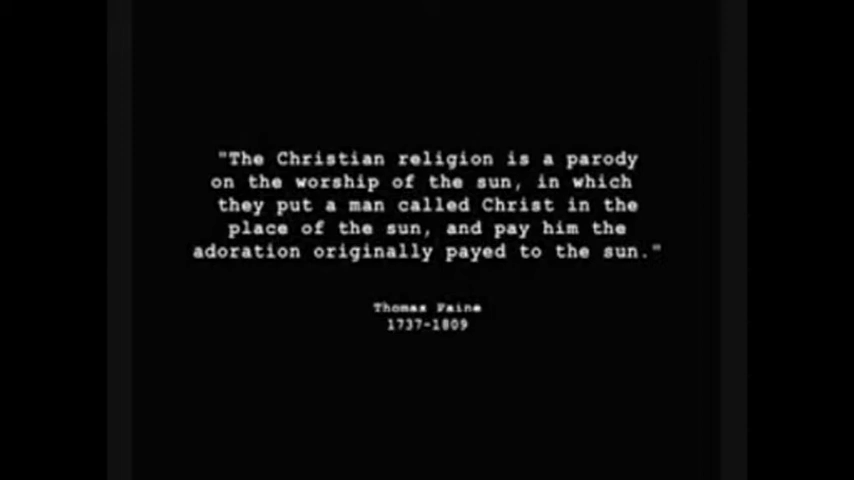 "The Christian religion is a parody
on the worship of the sun, in which
they put a man called Christ in the
place of the sun, and pay him the
adoration originally payed to the sun."
Thomas Paine
1737-1809